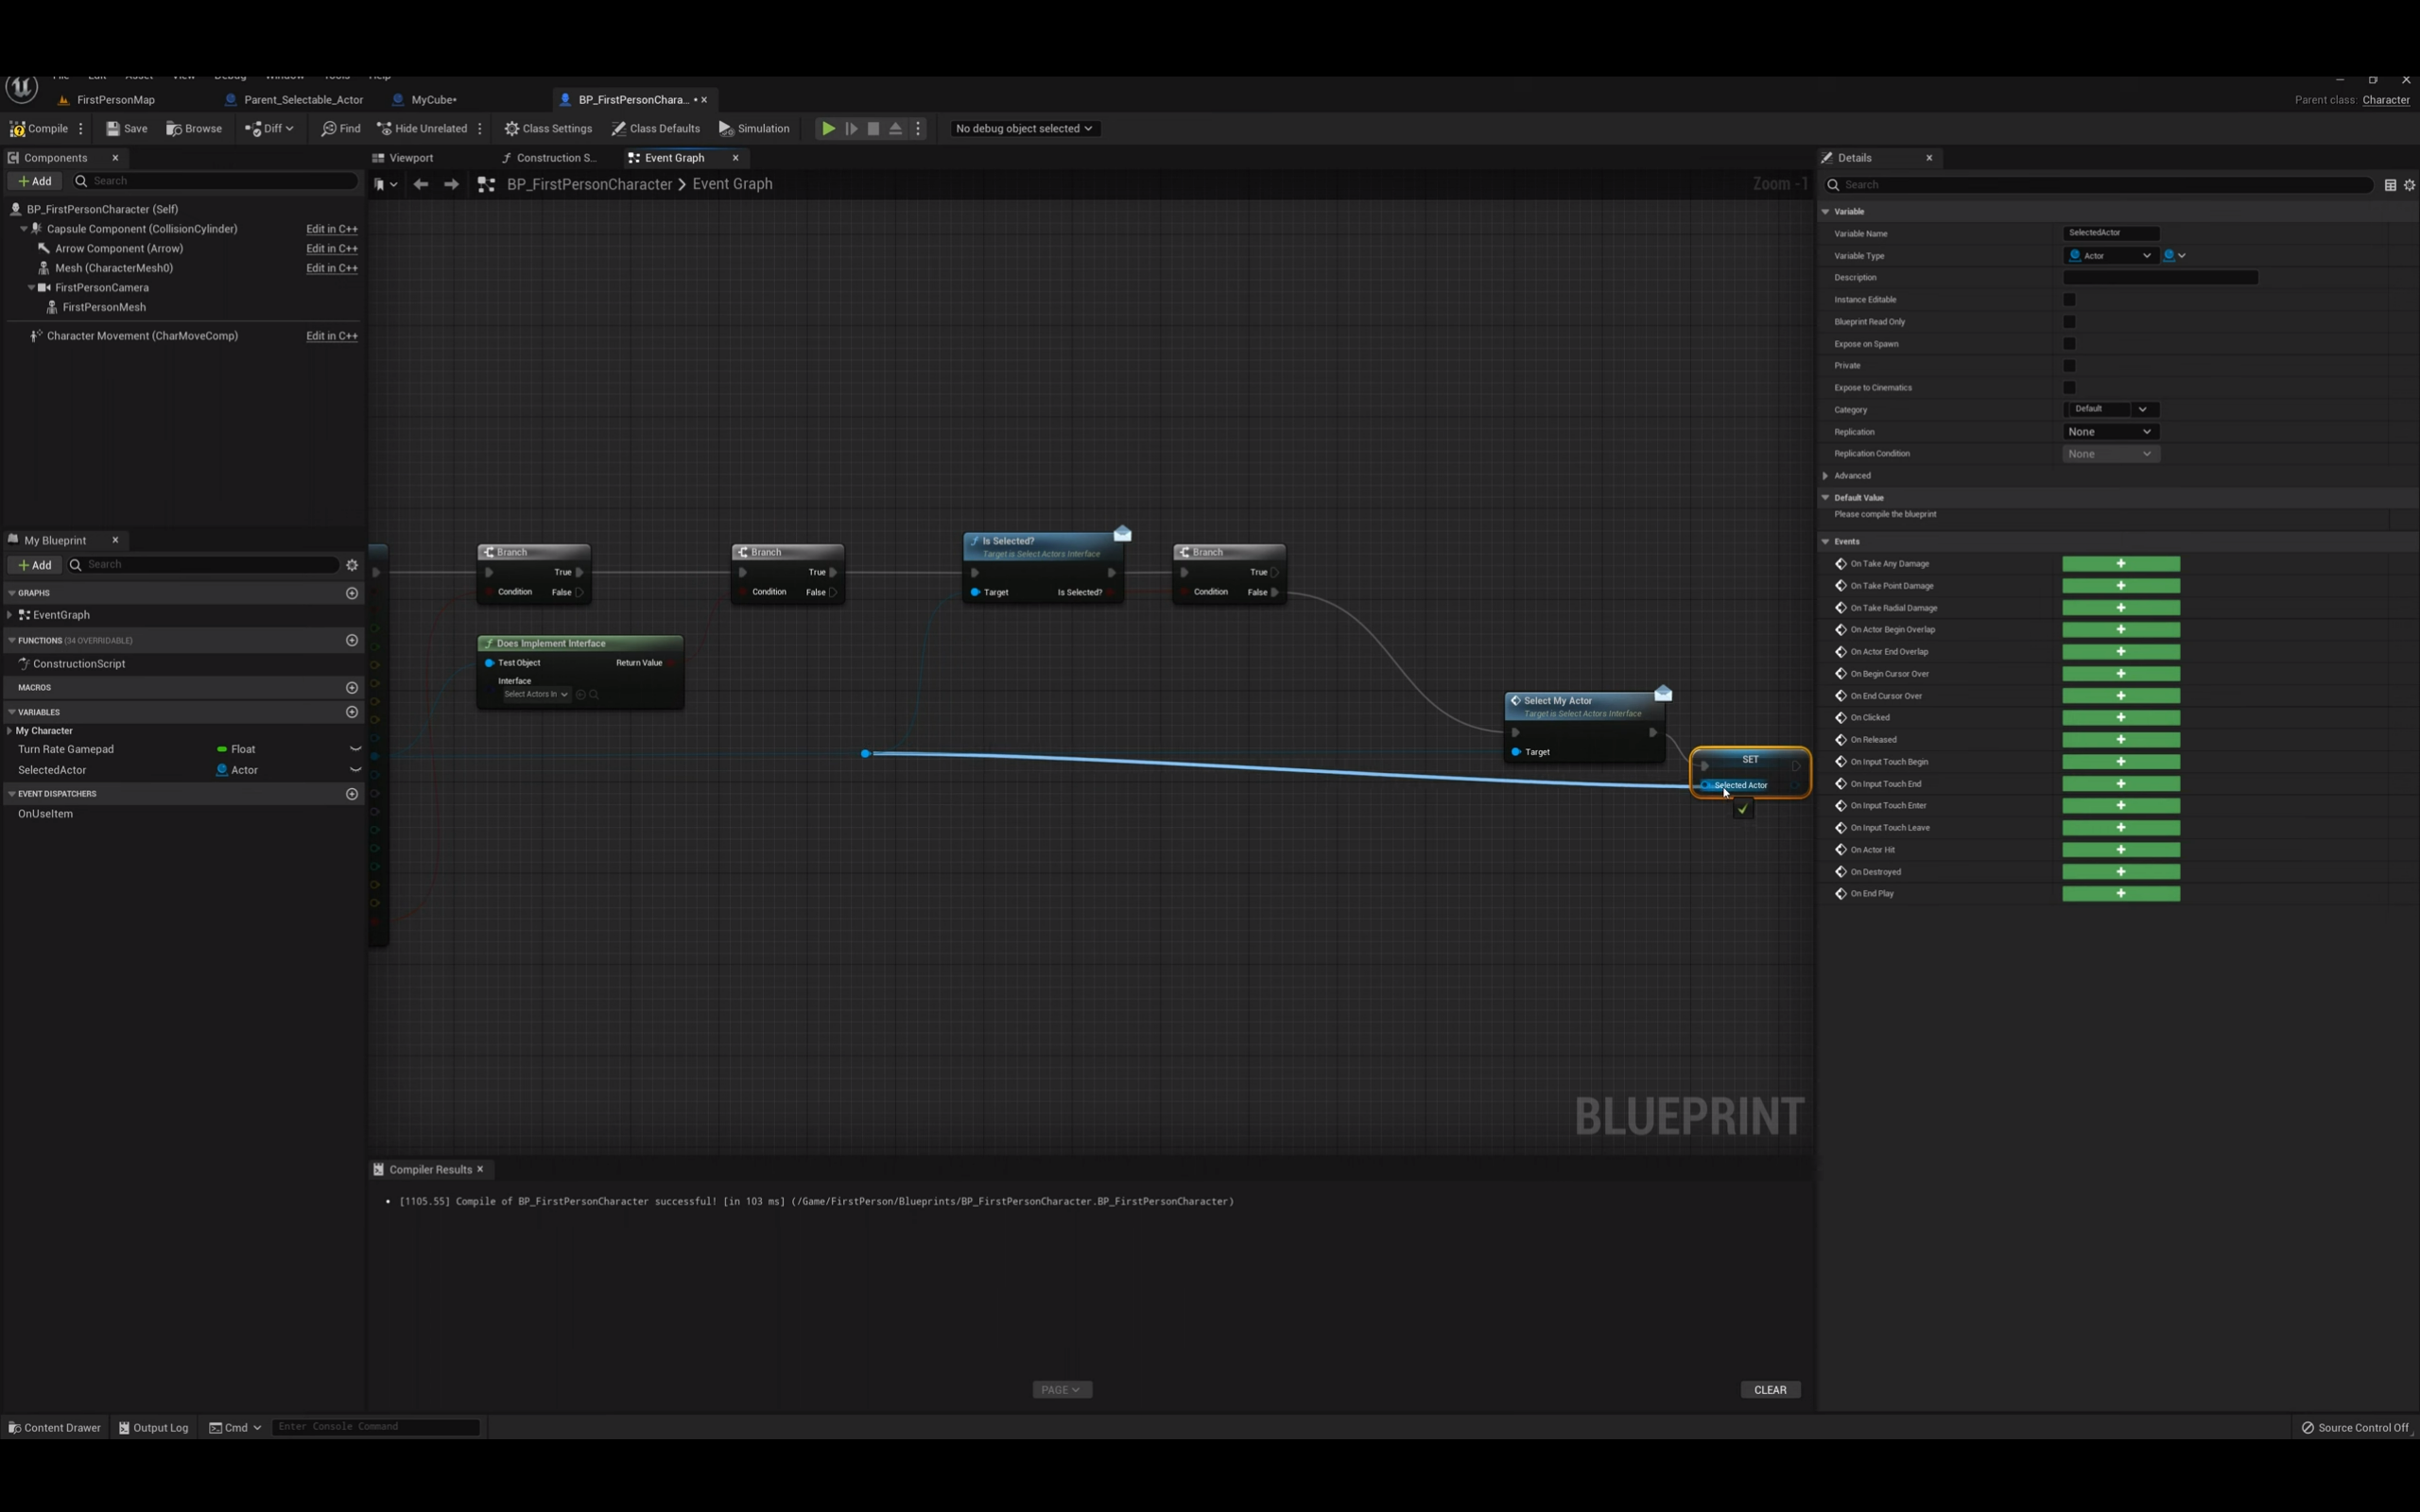 File Edit Asset View Debug Window Tools Help
FirstPersonMap Parent_Selectable_Actor MyCube• BP_FirstPersonChara... •
Parent class: Character
Compile Save Browse Diff Find Hide Unrelated Class Settings Class Defaults Simulation No debug object selected
Components
Add Search
BP_FirstPersonCharacter (Self)
Capsule Component (CollisionCylinder) Edit in C++
Arrow Component (Arrow) Edit in C++
Mesh (CharacterMesh0) Edit in C++
FirstPersonCamera
FirstPersonMesh
Character Movement (CharMoveComp) Edit in C++
My Blueprint
Add Search
GRAPHS
EventGraph
FUNCTIONS (34 OVERRIDABLE)
ConstructionScript
MACROS
VARIABLES
My Character
Turn Rate Gamepad Float
SelectedActor Actor
EVENT DISPATCHERS
OnUseItem
Viewport Construction S... Event Graph
BP_FirstPersonCharacter > Event Graph Zoom -1
Branch
True
Condition False
Branch
True
Condition False
Is Selected?
Target is Select Actors Interface
Target Is Selected?
Branch
True
Condition False
Does Implement Interface
Test Object Return Value
Interface
Select Actors In
Select My Actor
Target is Select Actors Interface
Target
SET
Selected Actor
BLUEPRINT
Compiler Results
• [1105.55] Compile of BP_FirstPersonCharacter successful! [in 103 ms] (/Game/FirstPerson/Blueprints/BP_FirstPersonCharacter.BP_FirstPersonCharacter)
PAGE CLEAR
Details
Search
Variable
Variable Name SelectedActor
Variable Type Actor
Description
Instance Editable
Blueprint Read Only
Expose on Spawn
Private
Expose to Cinematics
Category Default
Replication None
Replication Condition None
Advanced
Default Value
Please compile the blueprint
Events
On Take Any Damage
On Take Point Damage
On Take Radial Damage
On Actor Begin Overlap
On Actor End Overlap
On Begin Cursor Over
On End Cursor Over
On Clicked
On Released
On Input Touch Begin
On Input Touch End
On Input Touch Enter
On Input Touch Leave
On Actor Hit
On Destroyed
On End Play
Content Drawer Output Log Cmd Enter Console Command Source Control Off